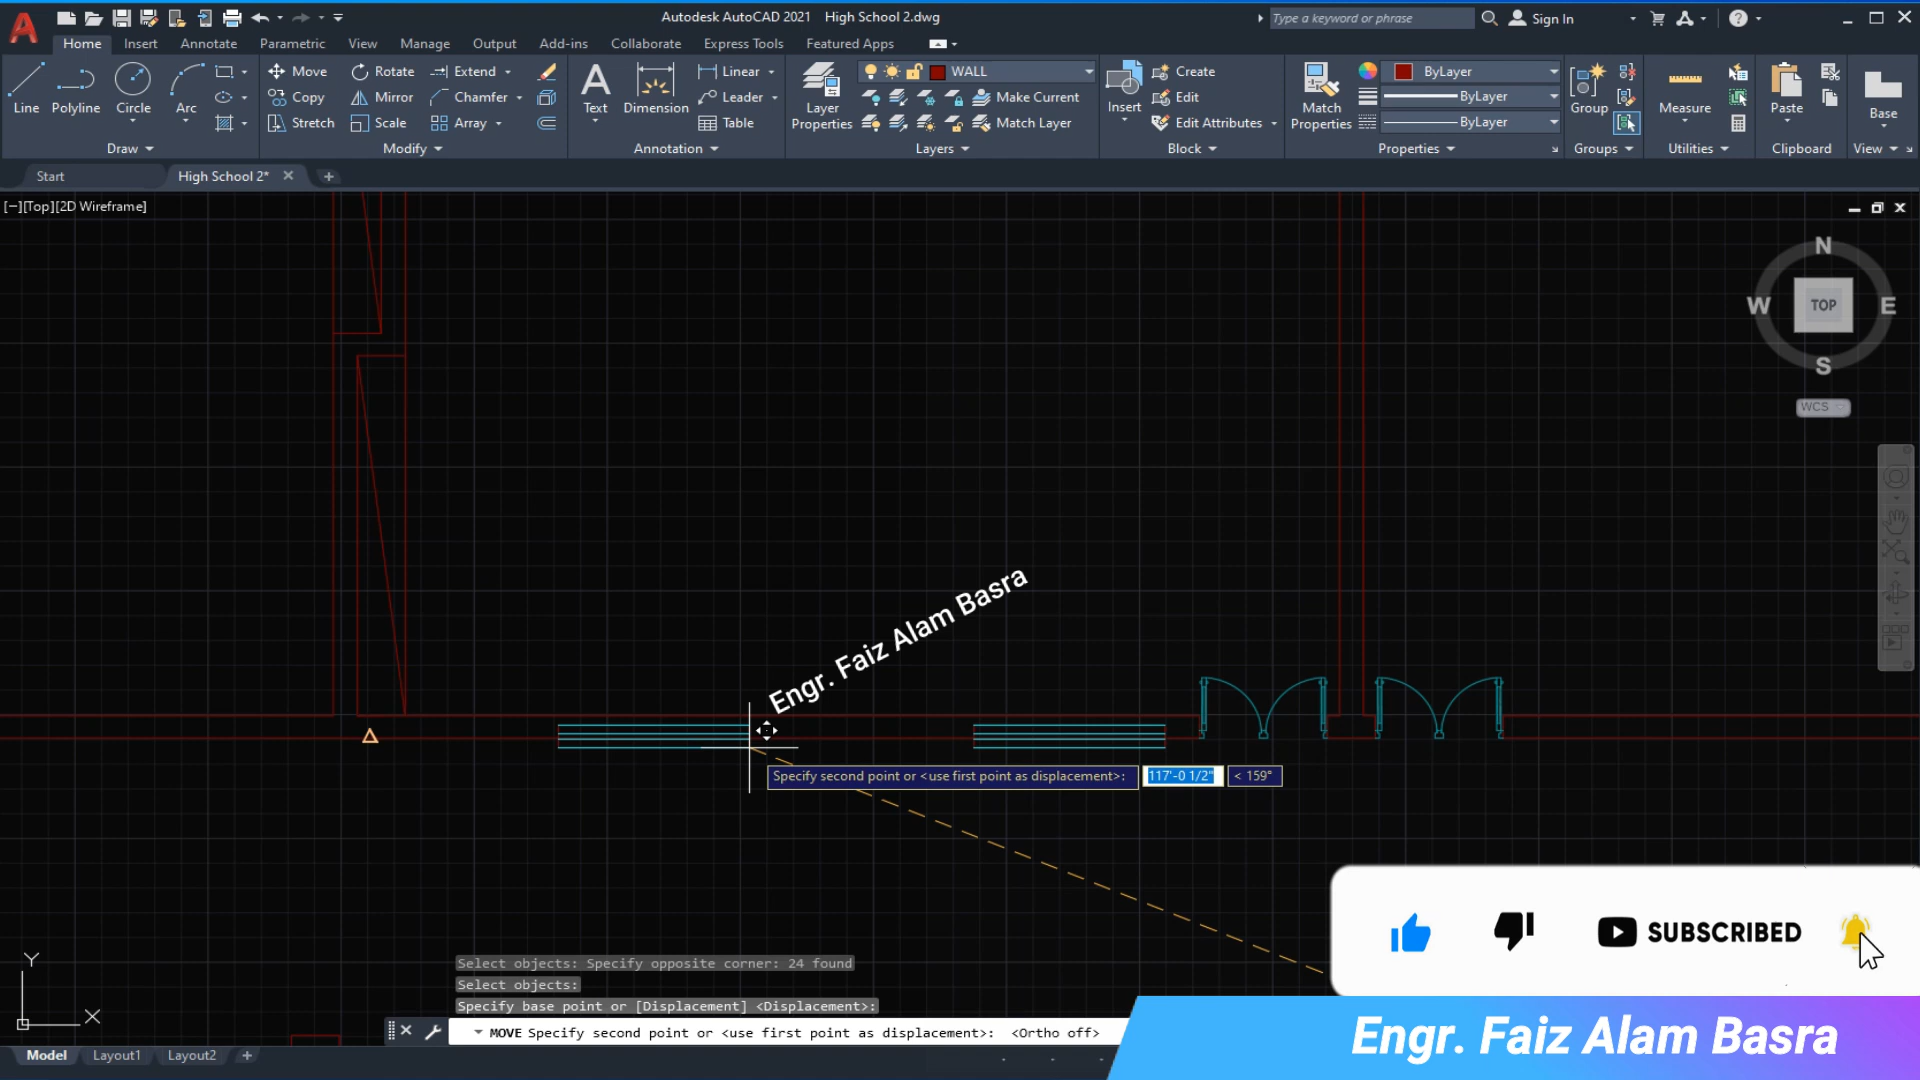 Autodesk AutoCAD 2021 High School 2.dwg
Type a keyword or phrase
Sign In
Home Insert Annotate Parametric View Manage Output Add-ins Collaborate Express Tools Featured Apps
Line
Polyline
Circle
Arc
Draw
Move
Rotate
Extend
Copy
Mirror
Chamfer
Stretch
Scale
Array
Modify
Text
Dimension
Linear
Leader
Table
Annotation
Layer
Properties
WALL
Make Current
Match Layer
Layers
Insert
Create
Edit
Edit Attributes
Block
Match
Properties
ByLayer
ByLayer
ByLayer
Properties
Group
Groups
Measure
Utilities
Paste
Clipboard
Base
View
Start
High School 2*
[−][Top][2D Wireframe]
N
W
TOP
E
S
WCS
Engr. Faiz Alam Basra
Specify second point or <use first point as displacement>: 117'-0 1/2" < 159°
SUBSCRIBED
Y
X
Select objects: Specify opposite corner: 24 found
Select objects:
Specify base point or [Displacement] <Displacement>:
MOVE Specify second point or <use first point as displacement>: <Ortho off>
Engr. Faiz Alam Basra
Model Layout1 Layout2